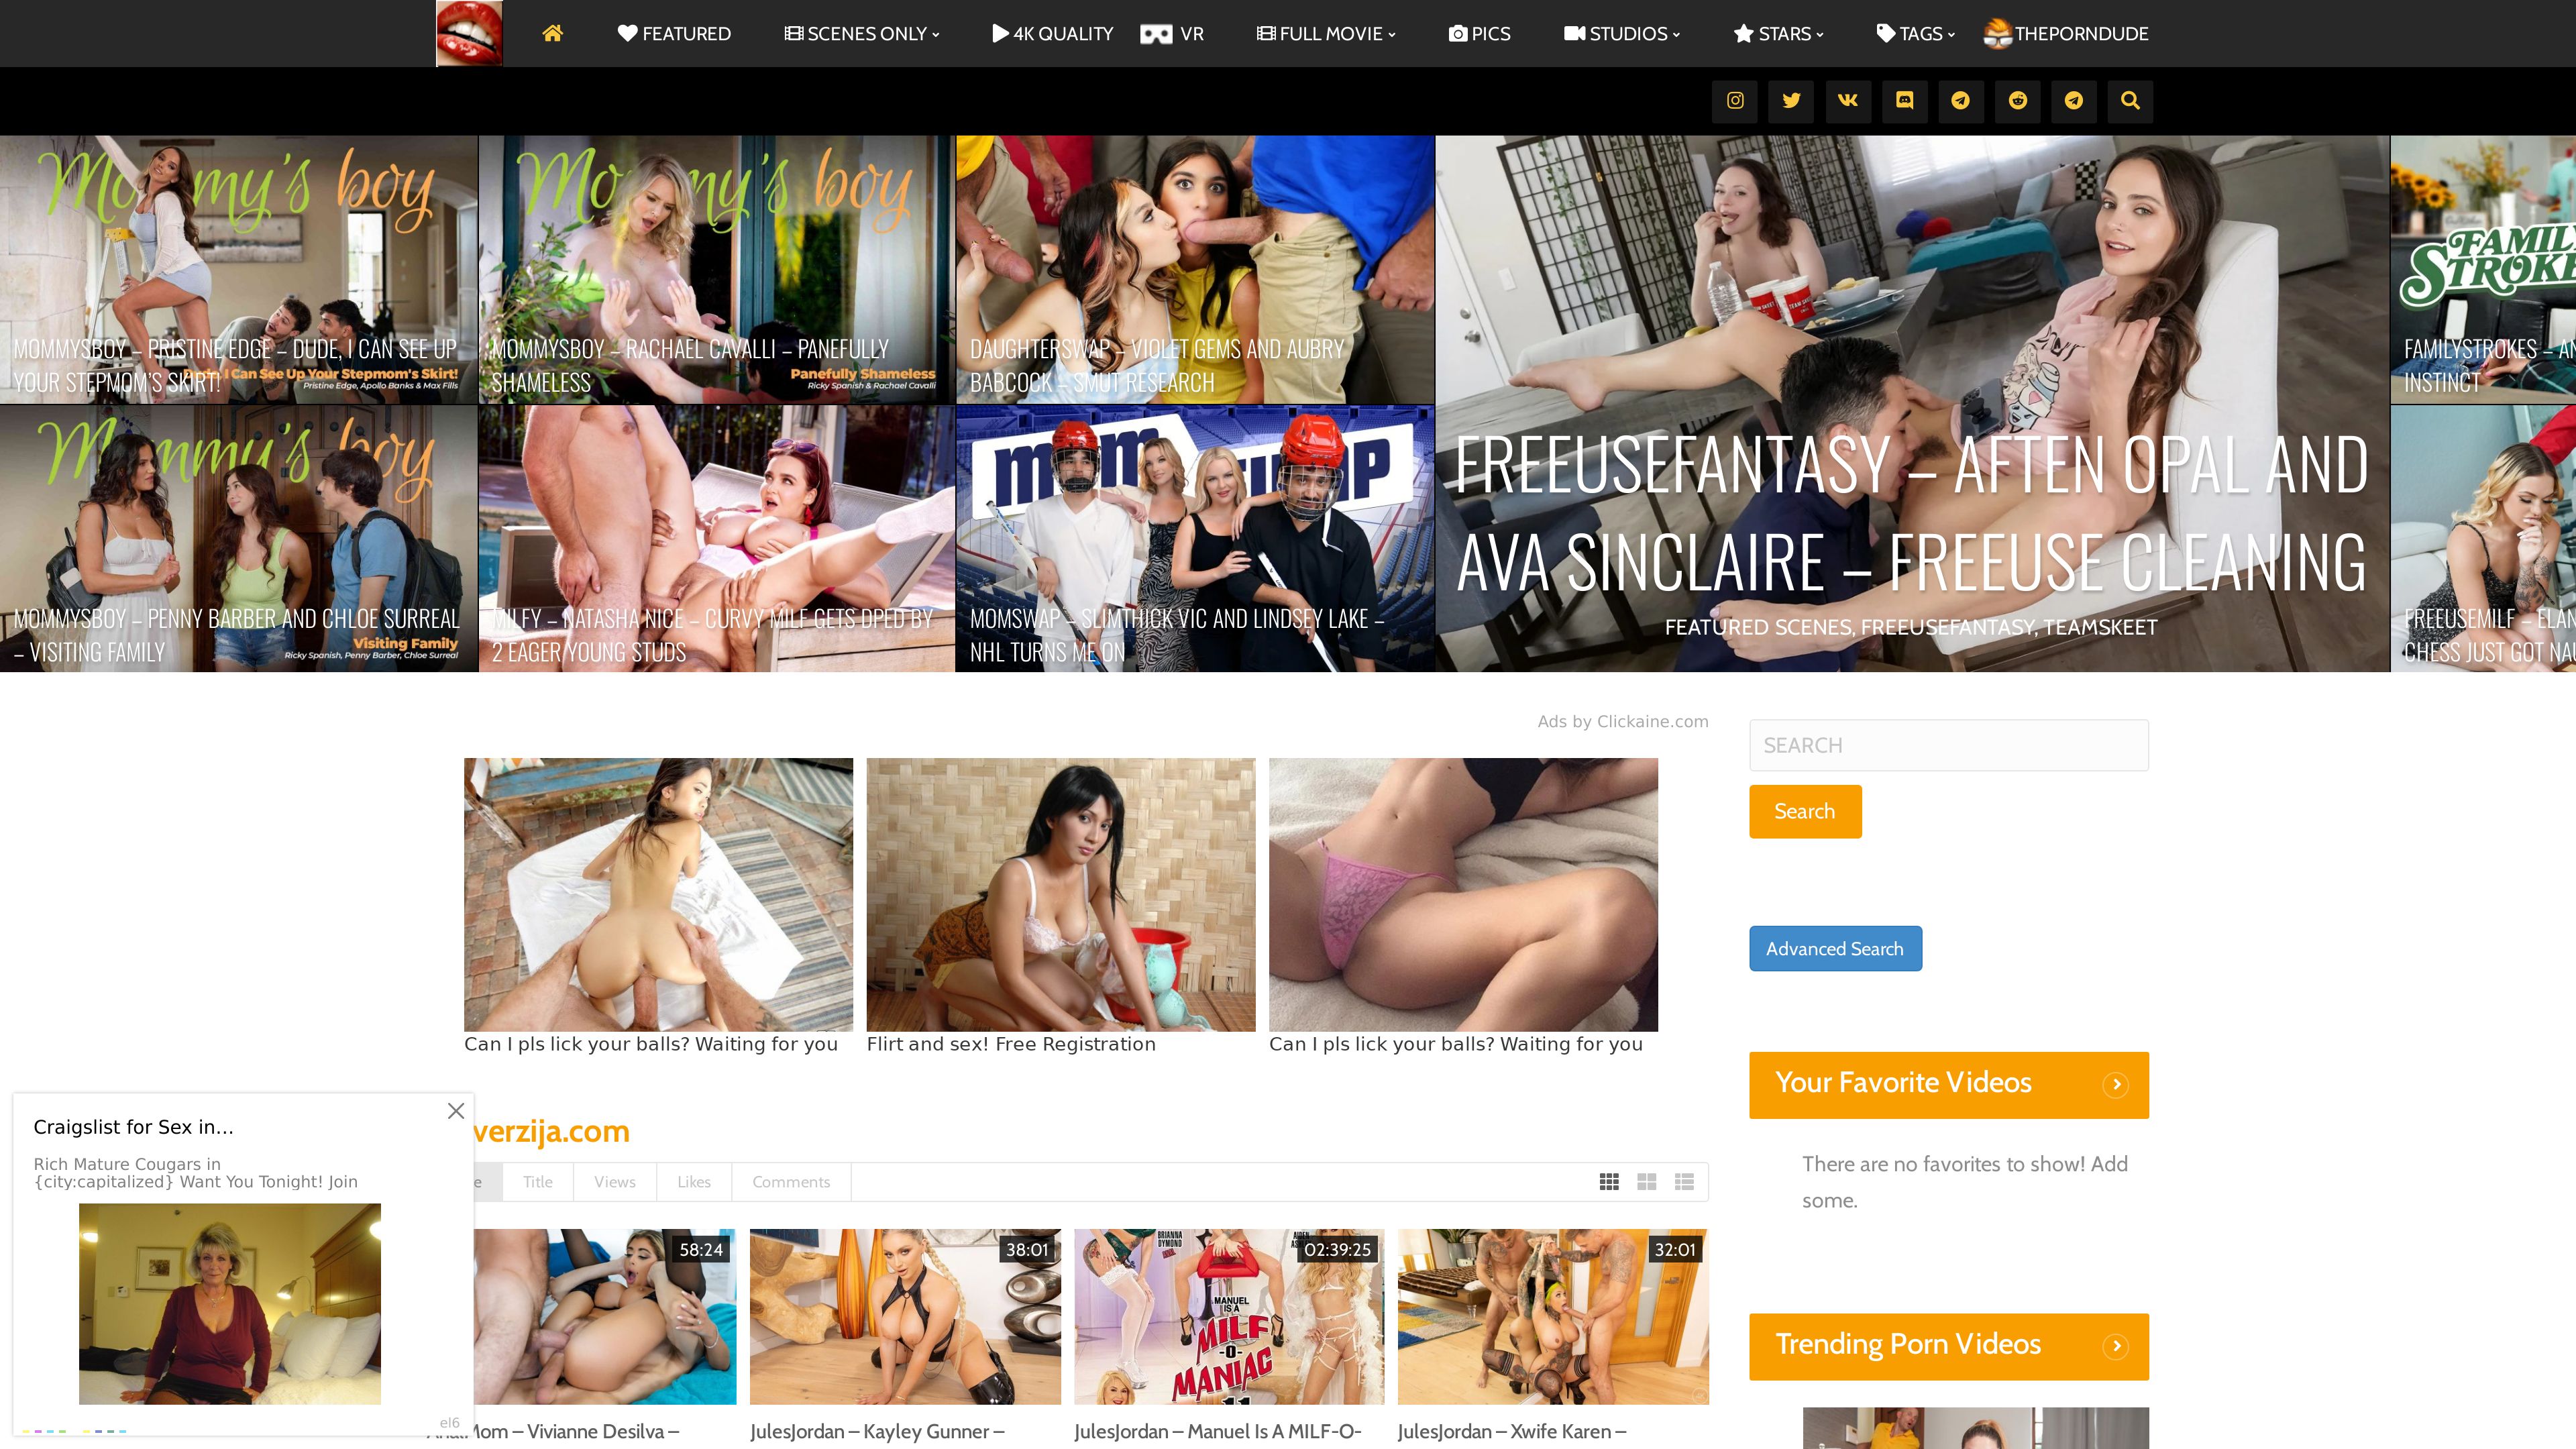 FEATURED
SCENES ONLY
4K QUALITY
VR
FULL MOVIE
PICS
STUDIOS
STARS
TAGS
THEPORNDUDE
Mommy's boy
I Can See Up Your Stepmom's Skirt!
Pristine Edge, Apollo Banks & Max Fills
MOMMYSBOY – PRISTINE EDGE – DUDE, I CAN SEE UP
YOUR STEPMOM'S SKIRT!
Mommy's boy
Panefully Shameless
Ricky Spanish & Rachael Cavalli
MOMMYSBOY – RACHAEL CAVALLI – PANEFULLY
SHAMELESS
DAUGHTERSWAP – VIOLET GEMS AND AUBRY
BABCOCK – SMUT RESEARCH
FREEUSEFANTASY – AFTEN OPAL AND
AVA SINCLAIRE – FREEUSE CLEANING
FEATURED SCENES, FREEUSEFANTASY, TEAMSKEET
FAMILY
STROKE
FAMILYSTROKES – AN
INSTINCT
Mommy's boy
Visiting Family
Ricky Spanish, Penny Barber, Chloe Surreal
MOMMYSBOY – PENNY BARBER AND CHLOE SURREAL
– VISITING FAMILY
MILFY – NATASHA NICE – CURVY MILF GETS DPED BY
2 EAGER YOUNG STUDS
MOMSWAP – SLIMTHICK VIC AND LINDSEY LAKE –
NHL TURNS ME ON
FREEUSEMILF – ELAN
CHESS JUST GOT NAU
Ads by Clickaine.com
Can I pls lick your balls? Waiting for you
Flirt and sex! Free Registration
Can I pls lick your balls? Waiting for you
SEARCH
Search
Advanced Search
Your Favorite Videos
There are no favorites to show! Add
some.
Trending Porn Videos
Craigslist for Sex in...
Rich Mature Cougars in
{city:capitalized} Want You Tonight! Join
el6
verzija.com
e
Title
Views
Likes
Comments
58:24
38:01
BRIANNA
DYMOND
02:39:25
MANUEL
IS A
MILF
-O-
MANIAC
11
32:01
AnalMom – Vivianne Desilva –
JulesJordan – Kayley Gunner –
JulesJordan – Manuel Is A MILF-O-
JulesJordan – Xwife Karen –